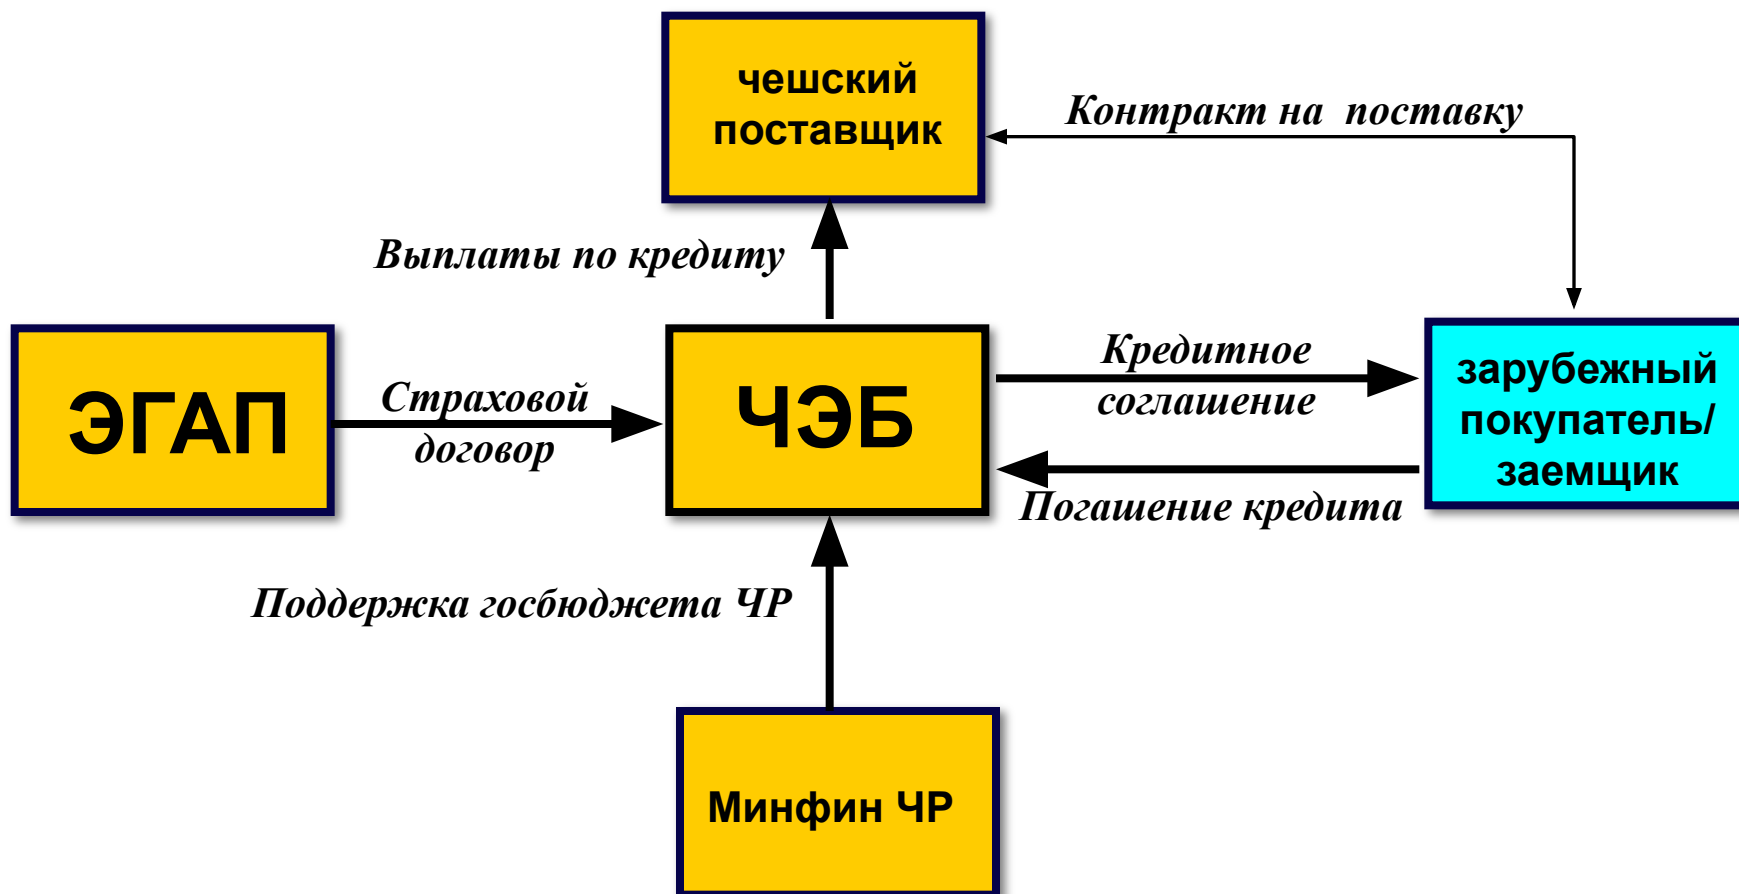 чешский
поставщик
Контракт на поставку
Выплаты по кредиту
ЭГАП
Страховой
договор
ЧЭБ
Кредитное
соглашение
Погашение кредита
зарубежный
покупатель/
заемщик
Поддержка госбюджета ЧР
Минфин ЧР